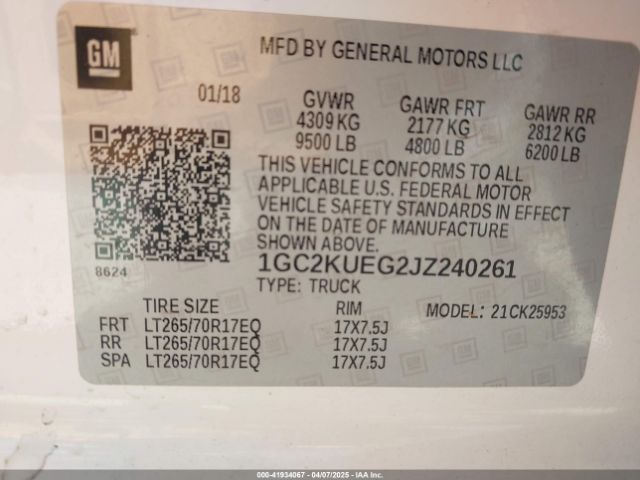 GM
MFD BY GENERAL MOTORS LLC
01/18
GVWR GAWR FRT GAWR RR
4309 KG 2177 KG 2812 KG
9500 LB 4800 LB 6200 LB
THIS VEHICLE CONFORMS TO ALL
APPLICABLE U.S. FEDERAL MOTOR
VEHICLE SAFETY STANDARDS IN EFFECT
ON THE DATE OF MANUFACTURE
SHOWN ABOVE.
8624
1GC2KUEG2JZ240261
TYPE: TRUCK
TIRE SIZE RIM MODEL: 21CK25953
FRT LT265/70R17EQ 17X7.5J
RR LT265/70R17EQ 17X7.5J
SPA LT265/70R17EQ 17X7.5J
000-41934067 - 04/07/2025 - IAAI, Inc.